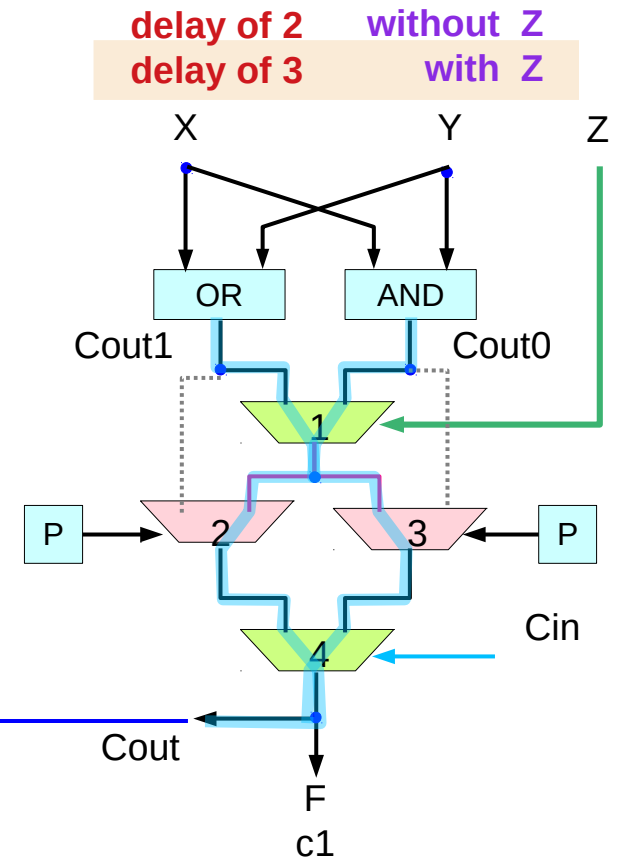 delay of 2 without Z
delay of 3 with Z
X Y Z
OR AND
Cout1 Cout0
1
P 2 3 P
Cin
4
Cout
F
c1